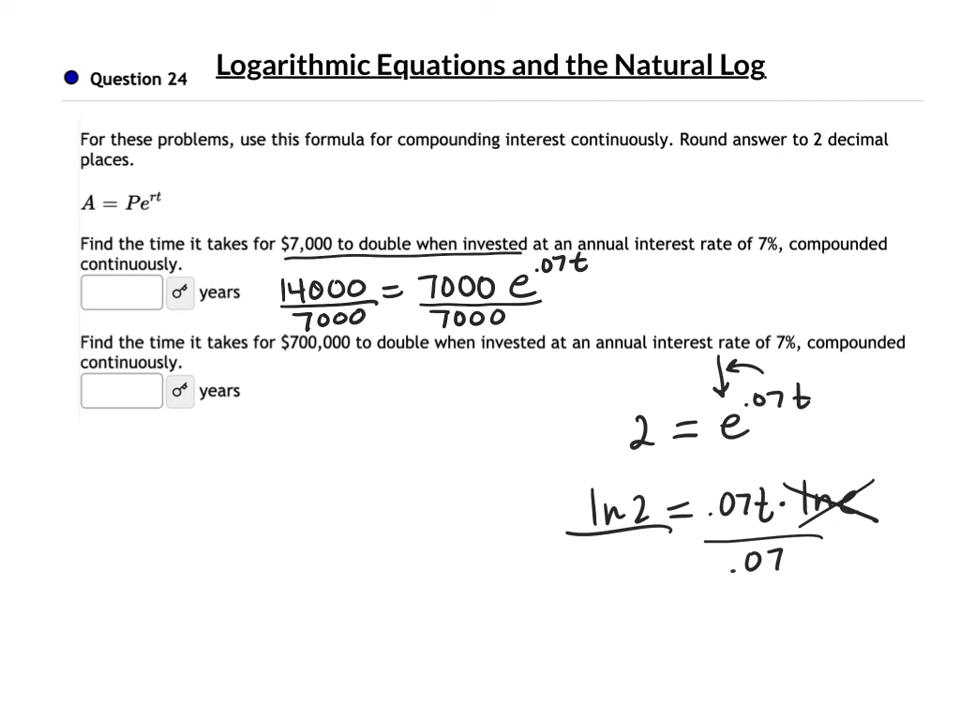 Logarithmic Equations and the Natural Log
Question 24
For these problems, use this formula for compounding interest continuously. Round answer to 2 decimal
places.
A = Pe^{rt}
Find the time it takes for $7,000 to double when invested at an annual interest rate of 7%, compounded
continuously.
years
14000/7000 = 7000 e^{.07t}/7000
Find the time it takes for $700,000 to double when invested at an annual interest rate of 7%, compounded
continuously.
years
2 = e^{.07t}
ln 2 = .07t · ln e
.07